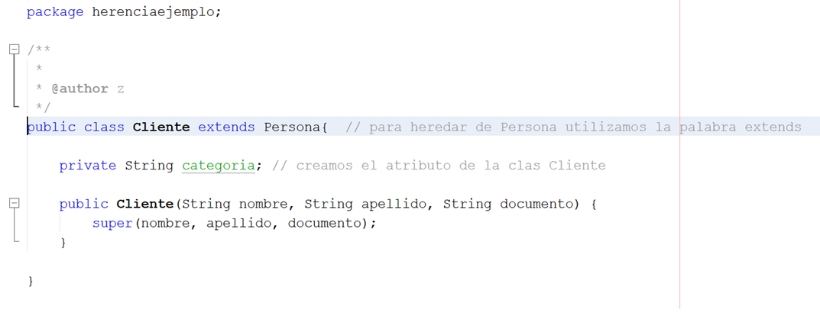 package herenciaejemplo;
/**
 *
 * @author z
 */
public class Cliente extends Persona{  // para heredar de Persona utilizamos la palabra extends
    private String categoria; // creamos el atributo de la clas Cliente
    public Cliente(String nombre, String apellido, String documento) {
        super(nombre, apellido, documento);
    }
}